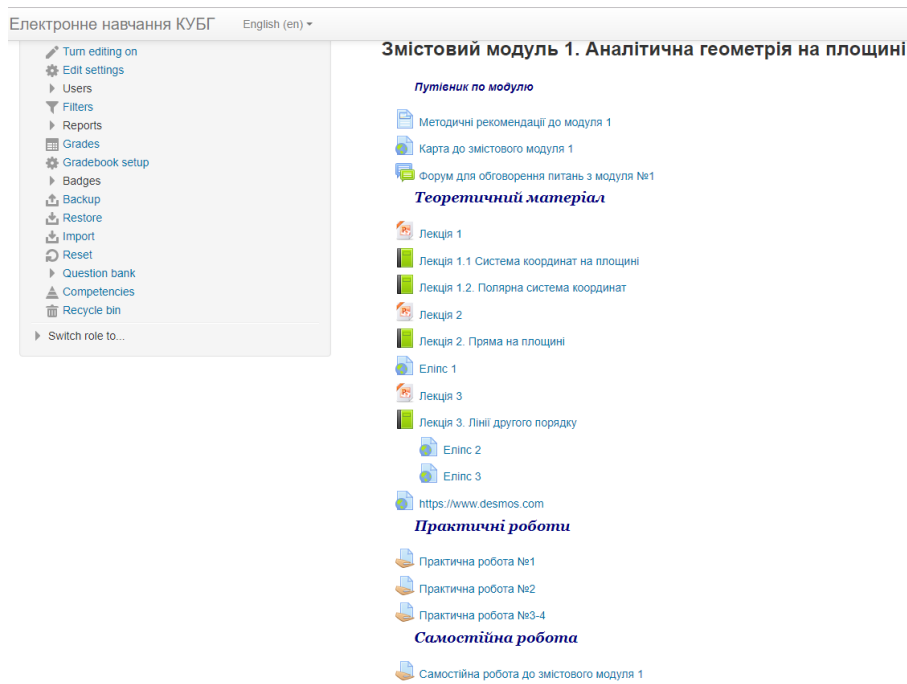 Електронне навчання КУБГ English (en)
Turn editing on
Edit settings
Users
Filters
Reports
Grades
Gradebook setup
Badges
Backup
Restore
Import
Reset
Question bank
Competencies
Recycle bin
Switch role to...
Змістовий модуль 1. Аналітична геометрія на площині
Путівник по модулю
Методичні рекомендації до модуля 1
Карта до змістового модуля 1
Форум для обговорення питань з модуля №1
Теоретичний матеріал
Лекція 1
Лекція 1.1 Система координат на площині
Лекція 1.2. Полярна система координат
Лекція 2
Лекція 2. Пряма на площині
Еліпс 1
Лекція 3
Лекція 3. Лінії другого порядку
Еліпс 2
Еліпс 3
https://www.desmos.com
Практичні роботи
Практична робота №1
Практична робота №2
Практична робота №3-4
Самостійна робота
Самостійна робота до змістового модуля 1